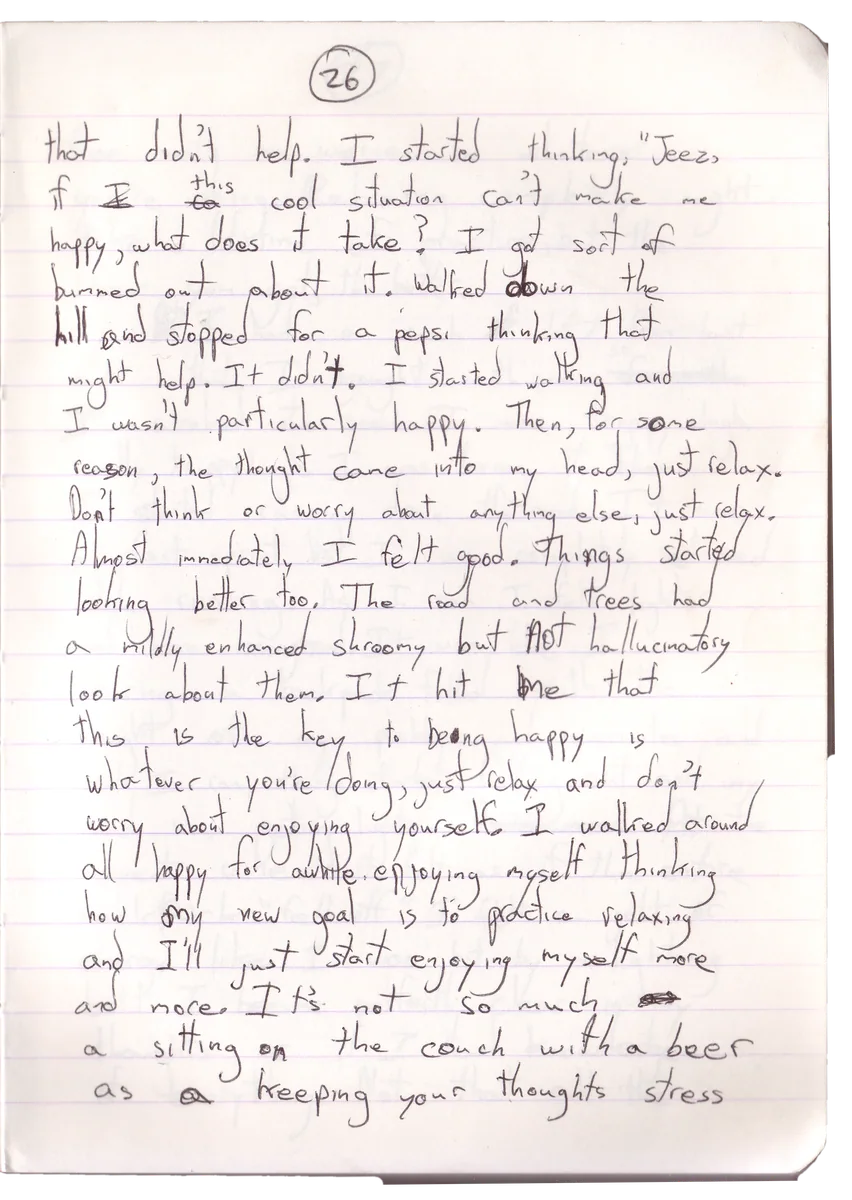 26
that didn't help. I started thinking, "Jeez,
if this cool situation can't make me
happy, what does it take? I got sort of
bummed out about it. Walked down the
hill and stopped for a pepsi thinking that
might help. It didn't. I started walking and
I wasn't particularly happy. Then, for some
reason, the thought came into my head, just relax.
Don't think or worry about anything else, just relax.
Almost immediately I felt good. Things started
looking better too. The road and trees had
a mildly enhanced shroomy but not hallucinatory
look about them. It hit me that
this is the key to being happy is
whatever you're doing, just relax and don't
worry about enjoying yourself. I walked around
all happy for awhile enjoying myself thinking
how my new goal is to practice relaxing
and I'll just start enjoying myself more
and more. It's not so much
a sitting on the couch with a beer
as keeping your thoughts stress